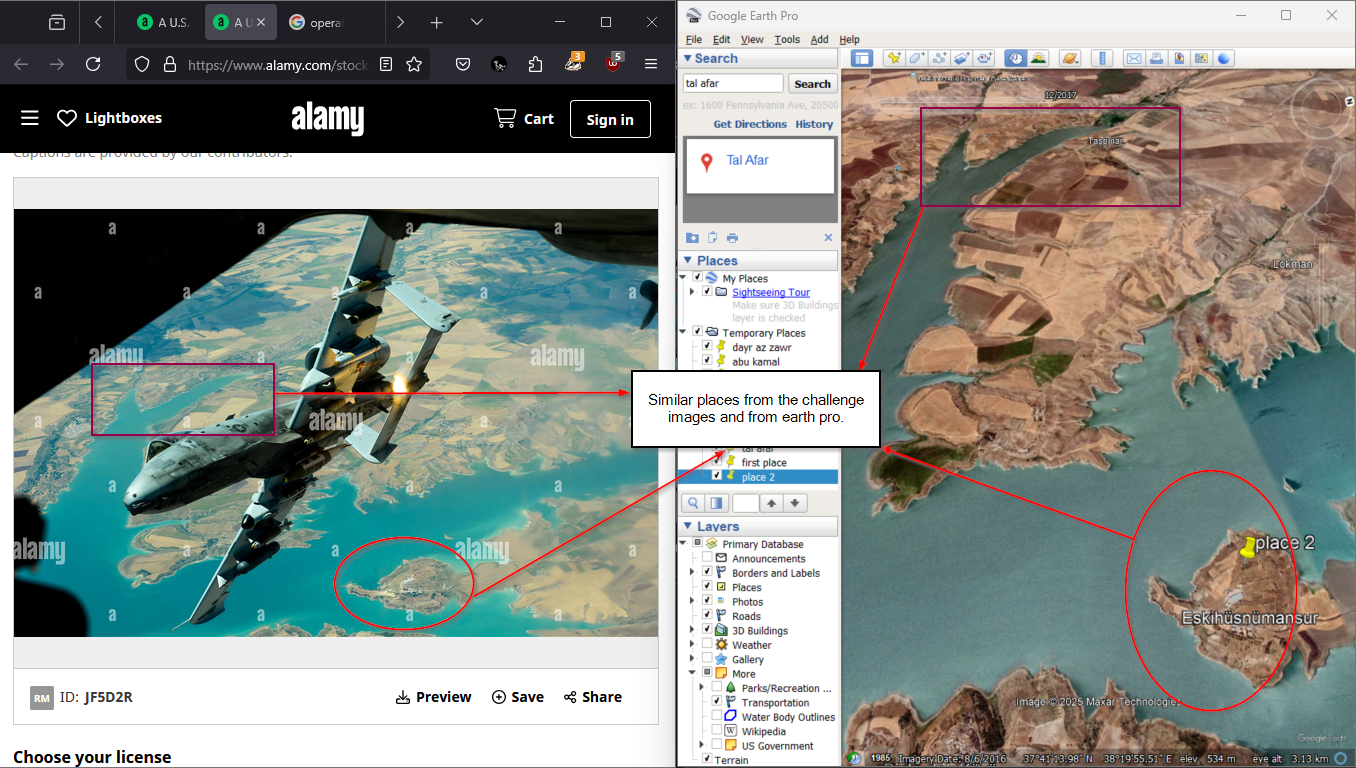 A U.S.
A U
opera
https://www.alamy.com/stock
3
5
Lightboxes
alamy
Cart
Sign in
Captions are provided by our contributors.
a
a
a
a
a
alamy
alamy
alamy
alamy
alamy
a
a
a
a
a
RM
ID: JF5D2R
Preview
Save
Share
Choose your license
Google Earth Pro
File Edit View Tools Add Help
Search
tal afar
Search
ex: 1600 Pennsylvania Ave, 20500
Get Directions History
Tal Afar
Places
My Places
Sightseeing Tour
Make sure 3D Buildings
layer is checked
Temporary Places
dayr az zawr
abu kamal
tal afar
first place
place 2
Layers
Primary Database
Announcements
Borders and Labels
Places
Photos
Roads
3D Buildings
Weather
Gallery
More
Parks/Recreation ...
Transportation
Water Body Outlines
Wikipedia
US Government
Terrain
Similar places from the challenge
images and from earth pro.
12/2017
Taşpınar
Lokman
N
place 2
Eskihüsnümansur
Image © 2025 Maxar Technologies
Google Earth
1985 Imagery Date: 8/6/2016 37°41'13.98" N 38°19'55.51" E elev 534 m eye alt 3.13 km